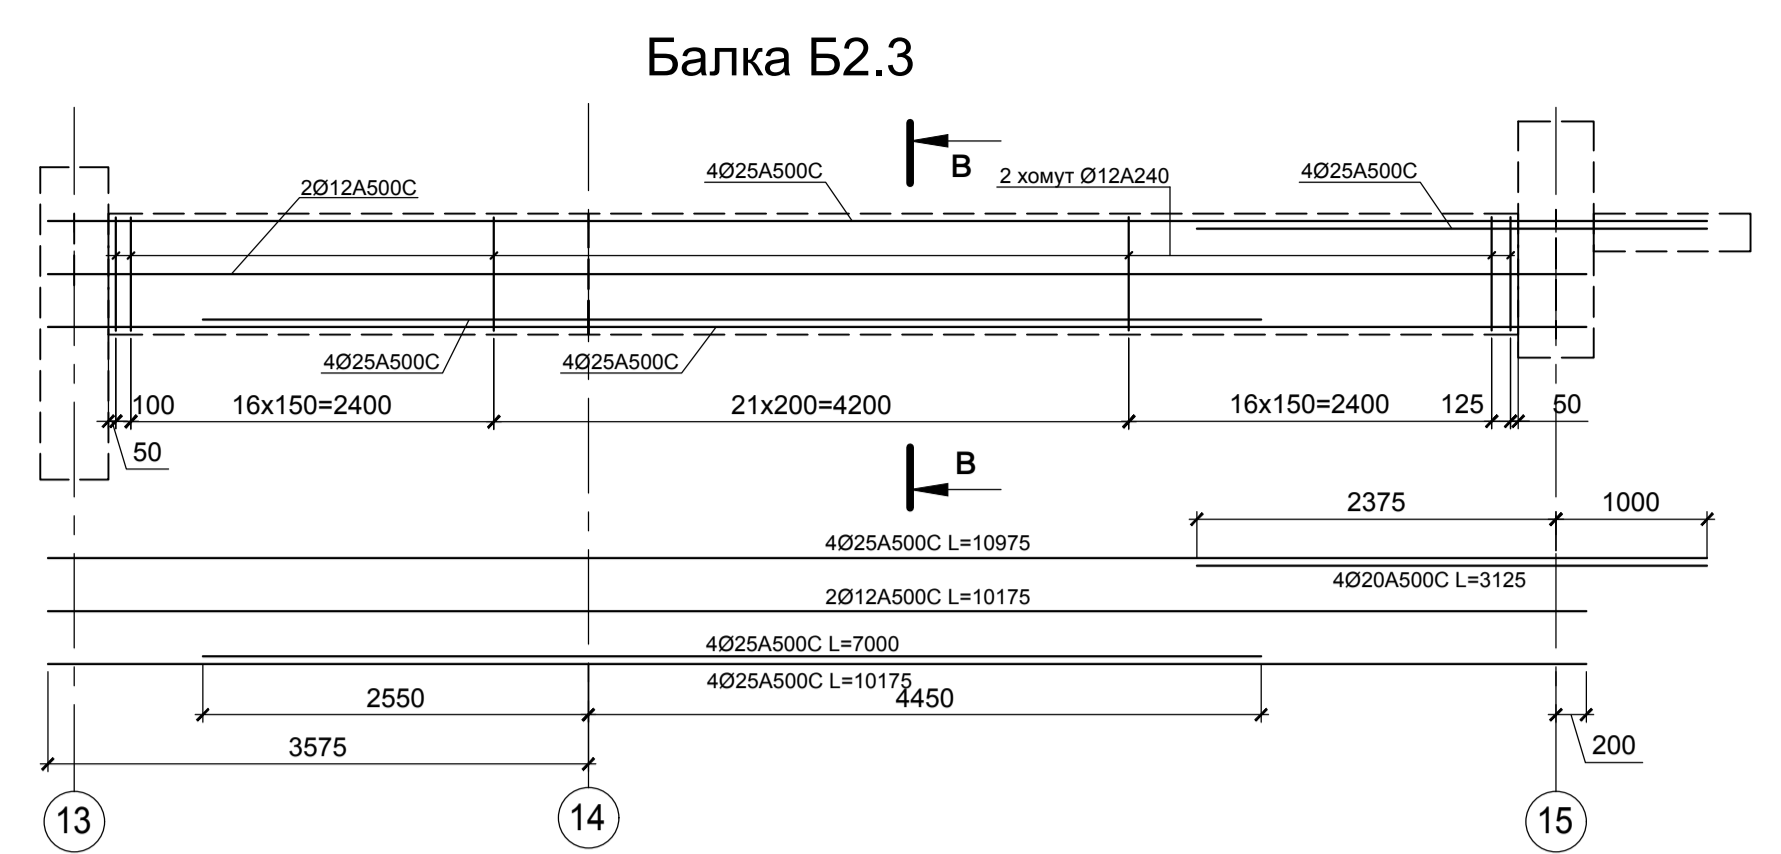 Балка Б2.3
В
2Ø12А500С
4Ø25А500С
2 хомут Ø12А240
4Ø25А500С
4Ø25А500С
4Ø25А500С
100
16х150=2400
21х200=4200
16х150=2400
125
50
50
В
2375
1000
4Ø25А500С L=10975
4Ø20А500С L=3125
2Ø12А500С L=10175
4Ø25А500С L=7000
4Ø25А500С L=10175
2550
4450
3575
200
13
14
15